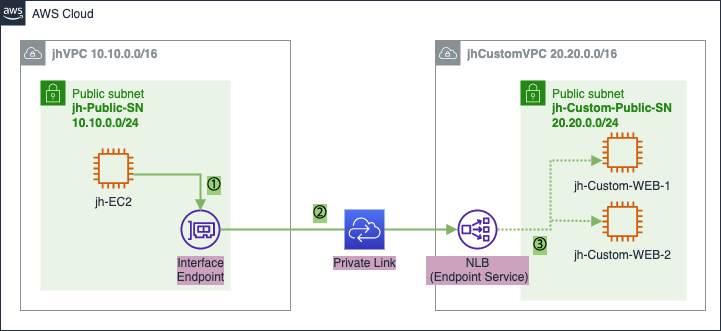 aws
AWS Cloud
jhVPC 10.10.0.0/16
Public subnet
jh-Public-SN
10.10.0.0/24
jh-EC2
①
Interface
Endpoint
②
Private Link
jhCustomVPC 20.20.0.0/16
NLB
(Endpoint Service)
③
Public subnet
jh-Custom-Public-SN
20.20.0.0/24
jh-Custom-WEB-1
jh-Custom-WEB-2